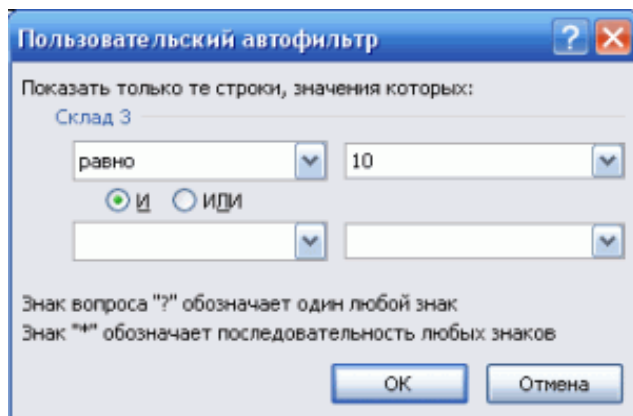 Пользовательский автофильтр
Показать только те строки, значения которых:
Склад 3
равно 10
И ИЛИ
Знак вопроса "?" обозначает один любой знак
Знак "*" обозначает последовательность любых знаков
ОК Отмена